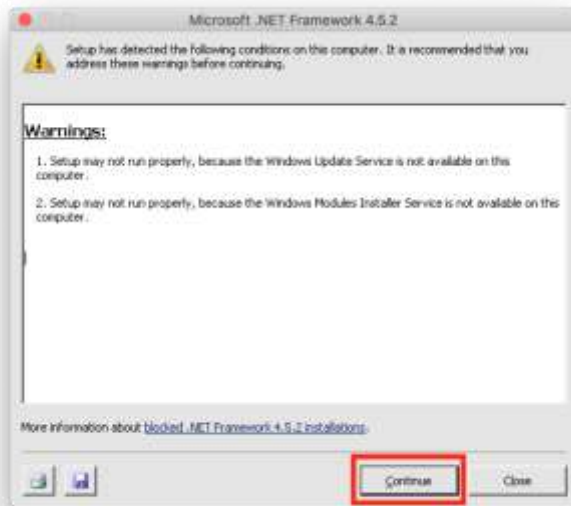 Microsoft .NET Framework 4.5.2
Setup has detected the following conditions on this computer. It is recommended that you
address these warnings before continuing.
Warnings:
1. Setup may not run properly, because the Windows Update Service is not available on this
computer.
2. Setup may not run properly, because the Windows Modules Installer Service is not available on this
computer.
More information about blocked .NET Framework 4.5.2 installations.
Continue Close